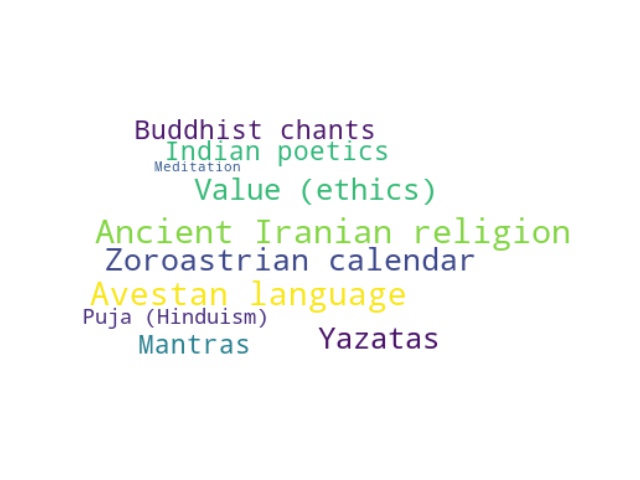 Buddhist chants
Indian poetics
Meditation
Value (ethics)
Ancient Iranian religion
Zoroastrian calendar
Avestan language
Puja (Hinduism)
Yazatas
Mantras